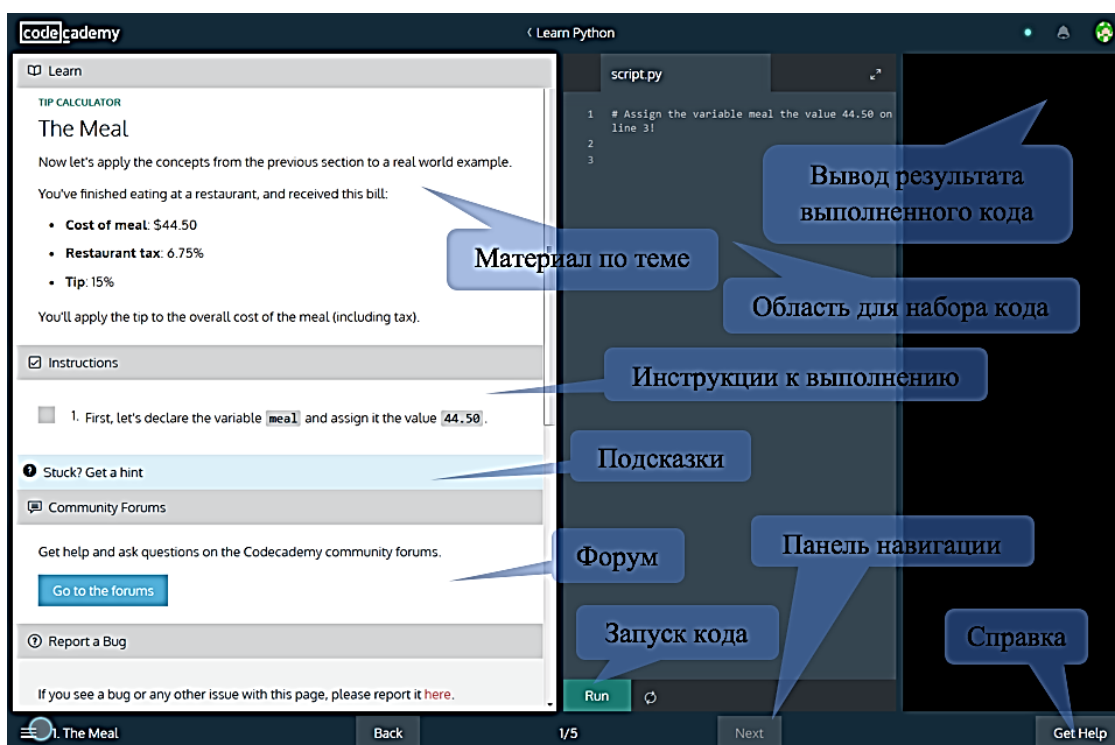 codecademy
Learn Python
Learn
TIP CALCULATOR
The Meal
Now let's apply the concepts from the previous section to a real world example.
You've finished eating at a restaurant, and received this bill:
• Cost of meal: $44.50
• Restaurant tax: 6.75%
• Tip: 15%
You'll apply the tip to the overall cost of the meal (including tax).
Instructions
1. First, let's declare the variable meal and assign it the value 44.50.
Stuck? Get a hint
Community Forums
Get help and ask questions on the Codecademy community forums.
Go to the forums
Report a Bug
If you see a bug or any other issue with this page, please report it here.
script.py
1 # Assign the variable meal the value 44.50 on
line 3!
2
3
Вывод результата
выполненного кода
Материал по теме
Область для набора кода
Инструкции к выполнению
Подсказки
Форум
Панель навигации
Запуск кода
Справка
Run
1. The Meal
Back
1/5
Next
Get Help